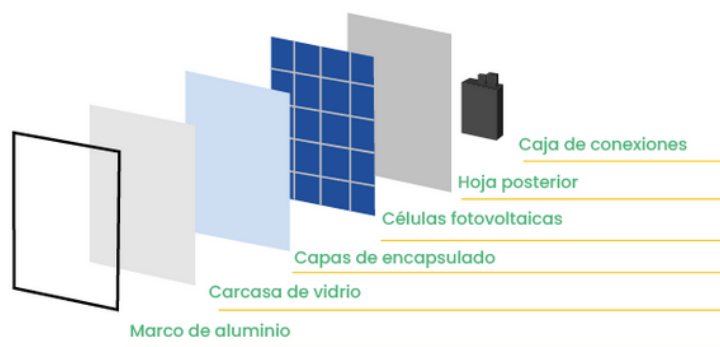 Caja de conexiones
Hoja posterior
Células fotovoltaicas
Capas de encapsulado
Carcasa de vidrio
Marco de aluminio